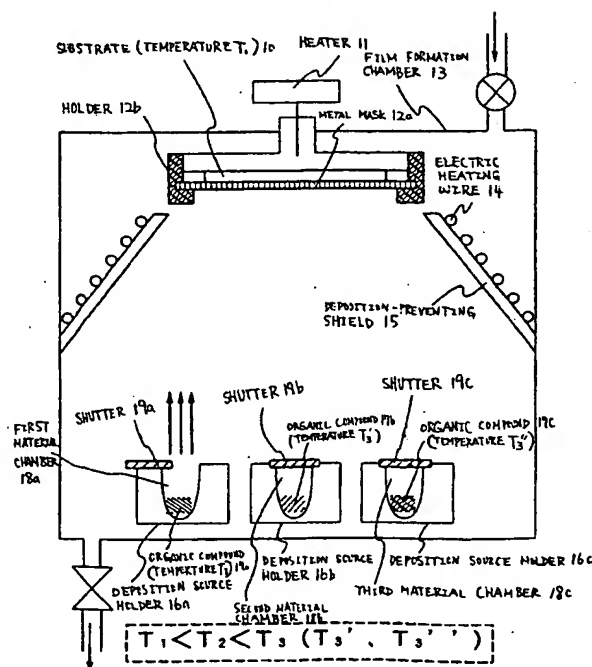 SUBSTRATE (TEMPERATURE T₁) 10
HEATER 11
FILM FORMATION
CHAMBER 13
HOLDER 12b
METAL MASK 12a
ELECTRIC
HEATING
WIRE 14
DEPOSITION-PREVENTING
SHIELD 15
SHUTTER 19a
SHUTTER 19b
SHUTTER 19c
FIRST
MATERIAL
CHAMBER
18a
ORGANIC COMPOUND 17b
(TEMPERATURE T₃')
ORGANIC COMPOUND 17c
(TEMPERATURE T₃'')
ORGANIC COMPOUND
(TEMPERTURE T₃)
DEPOSITION SOURCE
HOLDER 16a
DEPOSITION SOURCE
HOLDER 16b
DEPOSITION SOURCE HOLDER 16c
SECOND MATERIAL
CHAMBER 18b
THIRD MATERIAL CHAMBER 18c
T₁<T₂<T₃ (T₃'、T₃'')